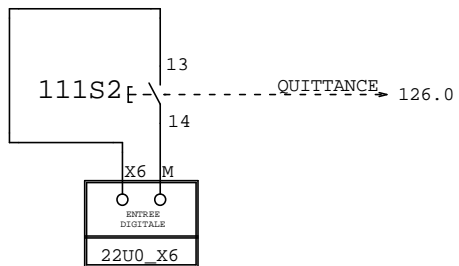 13
111S2
QUITTANCE
126.0
14
X6 M
ENTREE
DIGITALE
22U0_X6